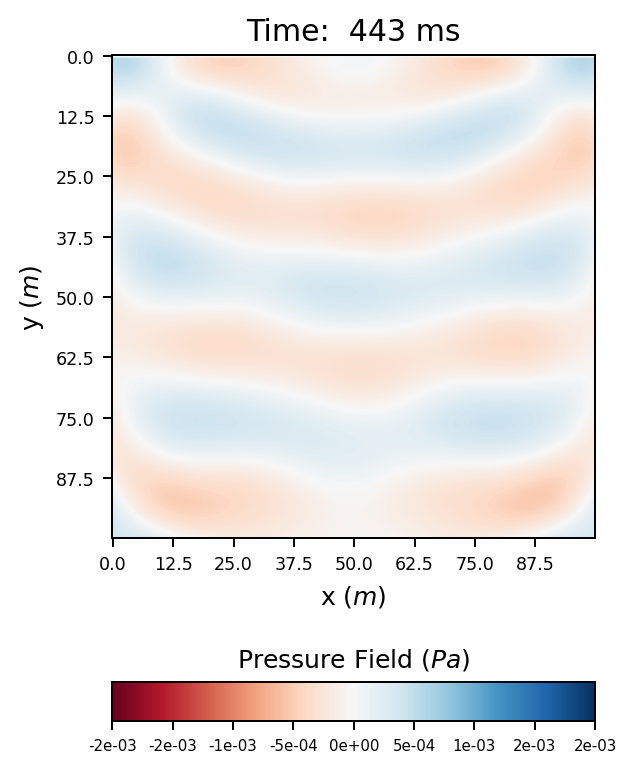 Time:  443 ms
0.0
12.5
25.0
37.5
50.0
62.5
75.0
87.5
y (m)
0.0 12.5 25.0 37.5 50.0 62.5 75.0 87.5
x (m)
Pressure Field (Pa)
-2e-03 -2e-03 -1e-03 -5e-04 0e+00 5e-04 1e-03 2e-03 2e-03